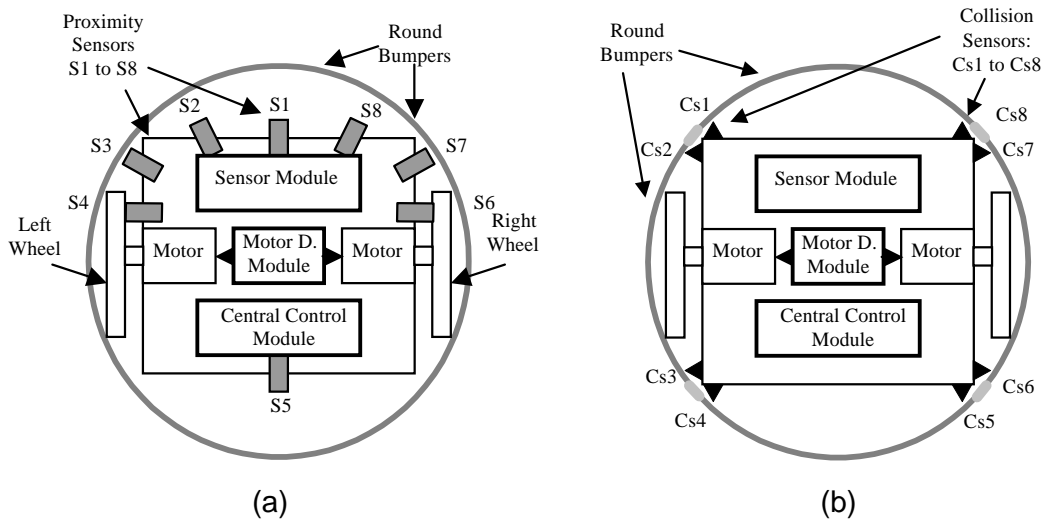 Proximity
Sensors
S1 to S8
Round
Bumpers
S1
S2
S8
S3
S7
S4
S6
Sensor Module
Left
Wheel
Right
Wheel
Motor
Motor D.
Module
Motor
Central Control
Module
S5
(a)
Round
Bumpers
Collision
Sensors:
Cs1 to Cs8
Cs1
Cs8
Cs2
Cs7
Sensor Module
Motor
Motor D.
Module
Motor
Central Control
Module
Cs3
Cs6
Cs4
Cs5
(b)